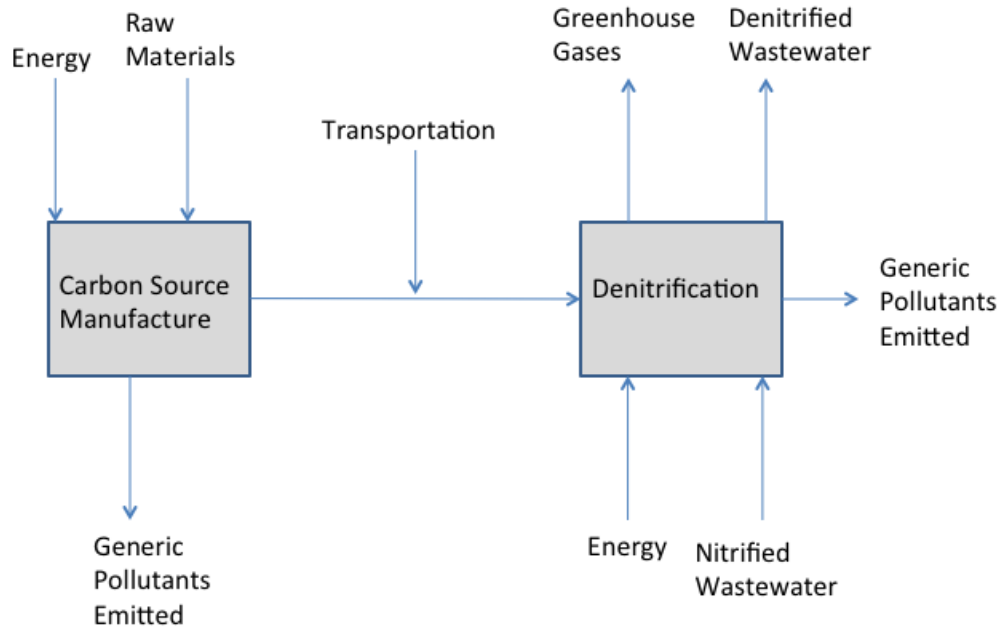 Energy
Raw
Materials
Transportation
Greenhouse
Gases
Denitrified
Wastewater
Carbon Source
Manufacture
Denitrification
Generic
Pollutants
Emitted
Generic
Pollutants
Emitted
Energy
Nitrified
Wastewater